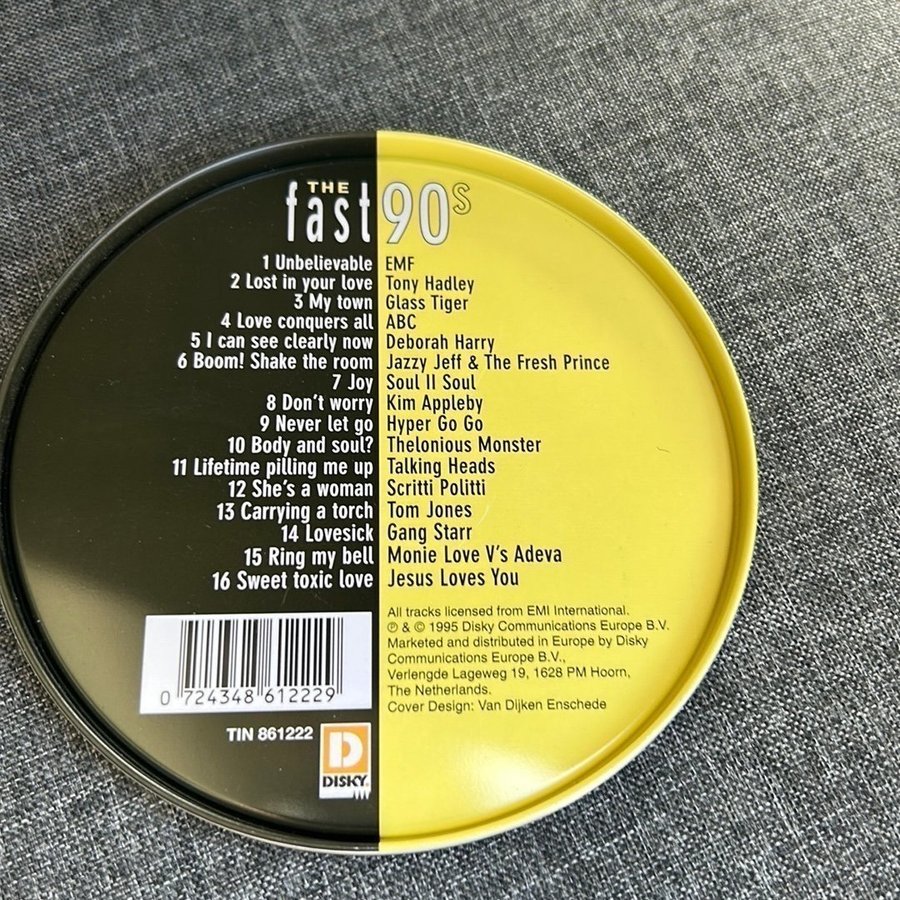 THE
fast 90s
1 Unbelievable EMF
2 Lost in your love Tony Hadley
3 My town Glass Tiger
4 Love conquers all ABC
5 I can see clearly now Deborah Harry
6 Boom! Shake the room Jazzy Jeff & The Fresh Prince
7 Joy Soul II Soul
8 Don't worry Kim Appleby
9 Never let go Hyper Go Go
10 Body and soul? Thelonious Monster
11 Lifetime pilling me up Talking Heads
12 She's a woman Scritti Politti
13 Carrying a torch Tom Jones
14 Lovesick Gang Starr
15 Ring my bell Monie Love V's Adeva
16 Sweet toxic love Jesus Loves You
All tracks licensed from EMI International.
℗ & © 1995 Disky Communications Europe B.V.
Marketed and distributed in Europe by Disky
Communications Europe B.V.,
Verlengde Lageweg 19, 1628 PM Hoorn,
The Netherlands.
Cover Design: Van Dijken Enschede
0 724348 612229
TIN 861222
D
DISKY